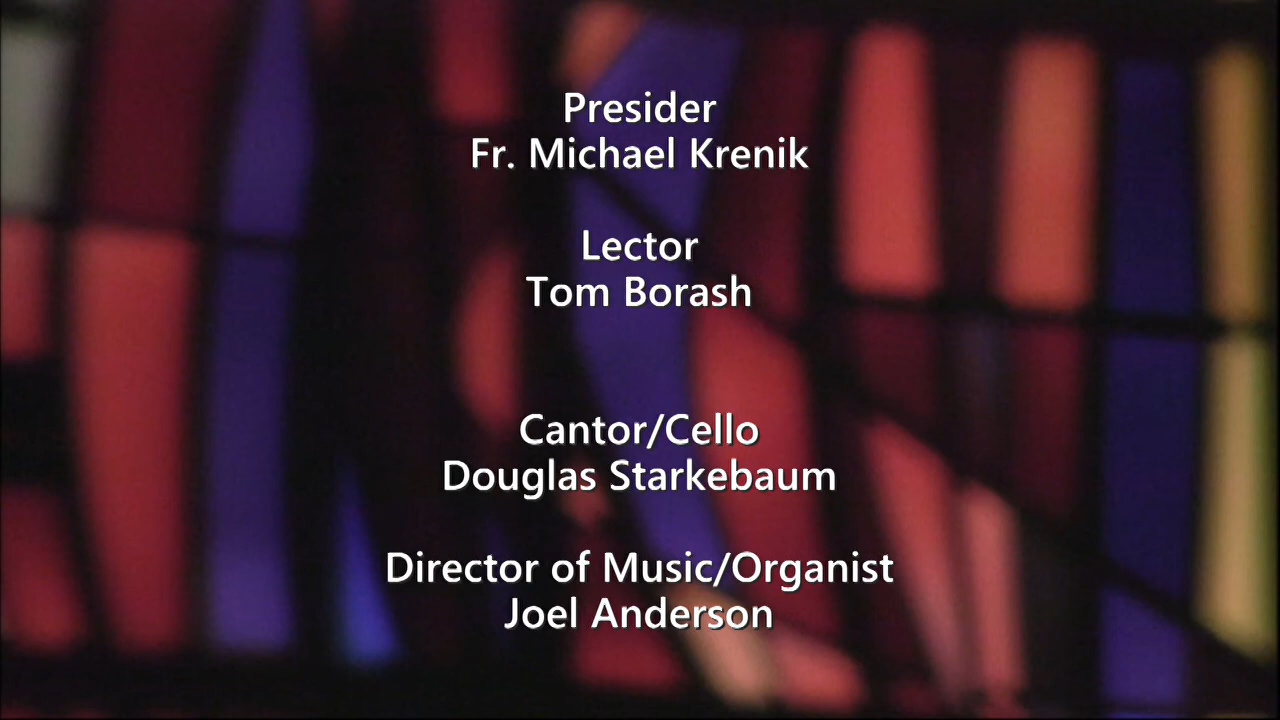 Presider
Fr. Michael Krenik
Lector
Tom Borash
Cantor/Cello
Douglas Starkebaum
Director of Music/Organist
Joel Anderson